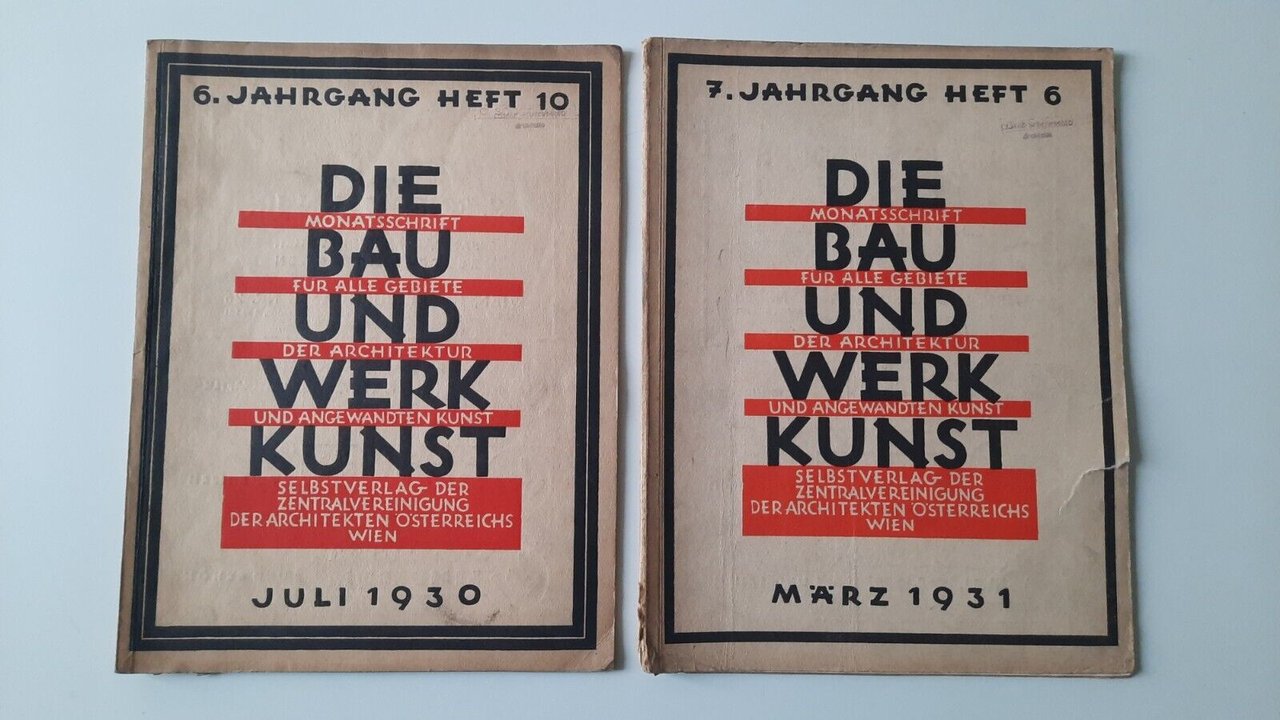 6. JAHRGANG HEFT 10
DIE
MONATSSCHRIFT
BAU
FÜR ALLE GEBIETE
UND
DER ARCHITEKTUR
WERK
UND ANGEWANDTEN KUNST
KUNST
SELBSTVERLAG DER
ZENTRALVEREINIGUNG
DER ARCHITEKTEN ÖSTERREICHS
WIEN
JULI 1930
7. JAHRGANG HEFT 6
DIE
MONATSSCHRIFT
BAU
FÜR ALLE GEBIETE
UND
DER ARCHITEKTUR
WERK
UND ANGEWANDTEN KUNST
KUNST
SELBSTVERLAG DER
ZENTRALVEREINIGUNG
DER ARCHITEKTEN ÖSTERREICHS
WIEN
MÄRZ 1931